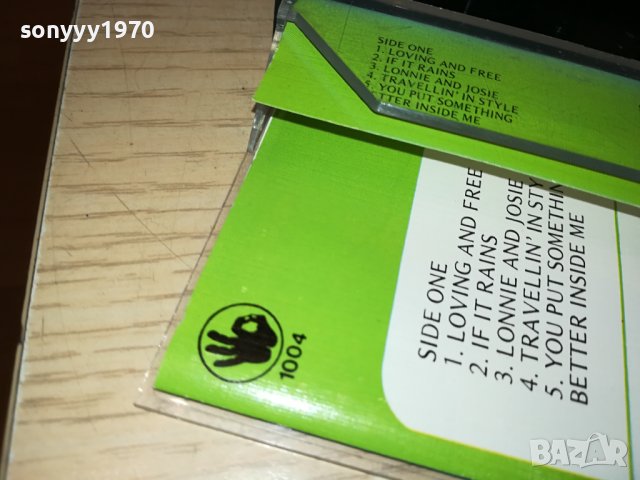 sonyyy1970
SIDE ONE
1. LOVING AND FREE
2. IF IT RAINS
3. LONNIE AND JOSIE
4. TRAVELLIN' IN STYLE
5. YOU PUT SOMETHING
TTER INSIDE ME
SIDE ONE
1. LOVING AND FREE
2. IF IT RAINS
3. LONNIE AND JOSIE
4. TRAVELLIN' IN STY
5. YOU PUT SOMETHIN
BETTER INSIDE ME
1004
BAZAR